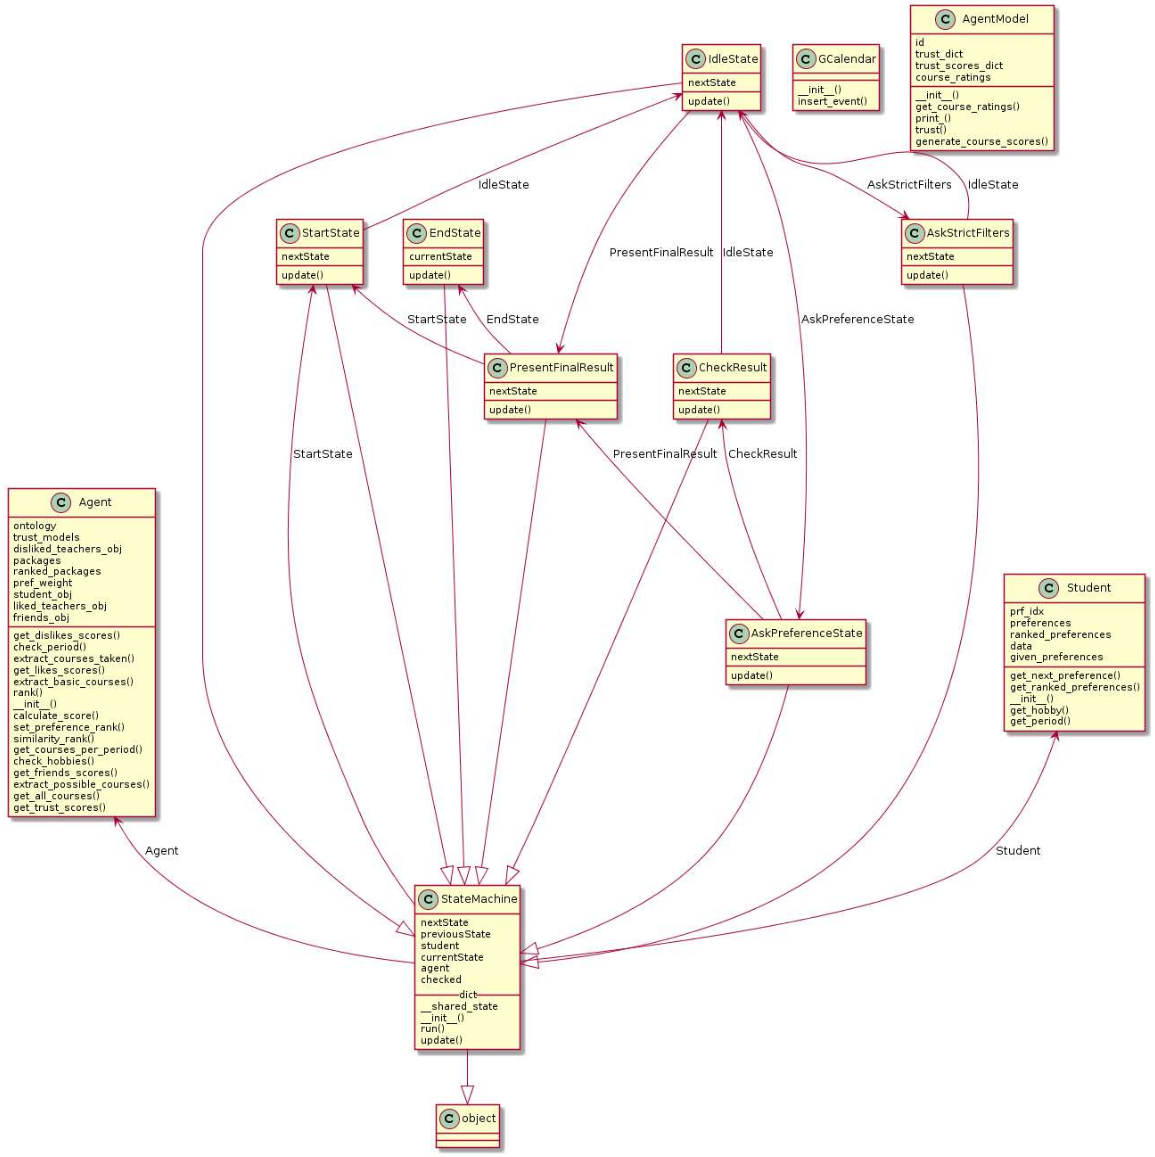 C AgentModel
id
trust_dict
trust_scores_dict
course_ratings
__init__()
get_course_ratings()
print_()
trust()
generate_course_scores()
C IdleState
nextState
update()
C GCalendar
__init__()
insert_event()
IdleState
AskStrictFilters
IdleState
C StartState
nextState
update()
C EndState
currentState
update()
C AskStrictFilters
nextState
update()
PresentFinalResult
IdleState
StartState
EndState
AskPreferenceState
C PresentFinalResult
nextState
update()
C CheckResult
nextState
update()
StartState
PresentFinalResult
CheckResult
C Agent
ontology
trust_models
disliked_teachers_obj
packages
ranked_packages
pref_weight
student_obj
liked_teachers_obj
friends_obj
get_dislikes_scores()
check_period()
extract_courses_taken()
get_likes_scores()
extract_basic_courses()
rank()
__init__()
calculate_score()
set_preference_rank()
similarity_rank()
get_courses_per_period()
check_hobbies()
get_friends_scores()
extract_possible_courses()
get_all_courses()
get_trust_scores()
C AskPreferenceState
nextState
update()
C Student
prf_idx
preferences
ranked_preferences
data
given_preferences
get_next_preference()
get_ranked_preferences()
__init__()
get_hobby()
get_period()
Agent
Student
C StateMachine
nextState
previousState
student
currentState
agent
checked
dict
__shared_state
__init__()
run()
update()
C object